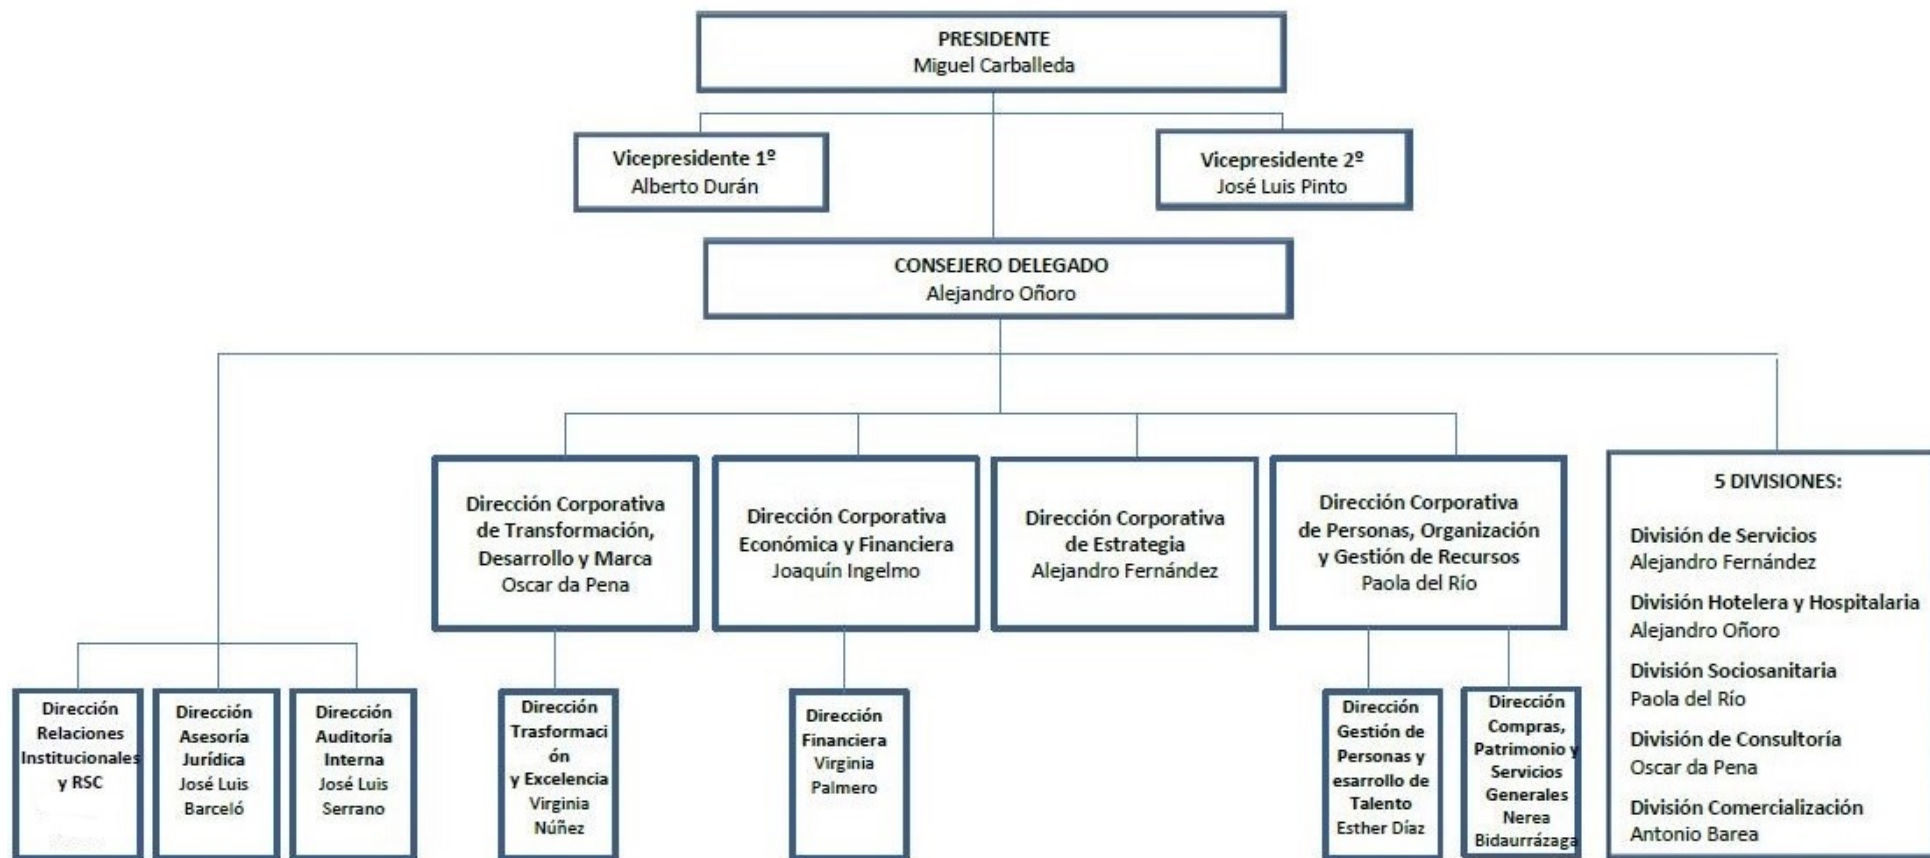 PRESIDENTE
Miguel Carballeda
Vicepresidente 1º
Alberto Durán
Vicepresidente 2º
José Luis Pinto
CONSEJERO DELEGADO
Alejandro Oñoro
Dirección Corporativa
de Transformación,
Desarrollo y Marca
Oscar da Pena
Dirección Corporativa
Económica y Financiera
Joaquín Ingelmo
Dirección Corporativa
de Estrategia
Alejandro Fernández
Dirección Corporativa
de Personas, Organización
y Gestión de Recursos
Paola del Río
5 DIVISIONES:
División de Servicios
Alejandro Fernández
División Hotelera y Hospitalaria
Alejandro Oñoro
División Sociosanitaria
Paola del Río
División de Consultoría
Oscar da Pena
División Comercialización
Antonio Barea
Dirección
Relaciones
Institucionales
y RSC
Dirección
Asesoría
Jurídica
José Luis
Barceló
Dirección
Auditoría
Interna
José Luis
Serrano
Dirección
Trasformaci
ón
y Excelencia
Virginia
Núñez
Dirección
Financiera
Virginia
Palmero
Dirección
Gestión de
Personas y
esarrollo de
Talento
Esther Díaz
Dirección
Compras,
Patrimonio y
Servicios
Generales
Nerea
Bidaurrázaga